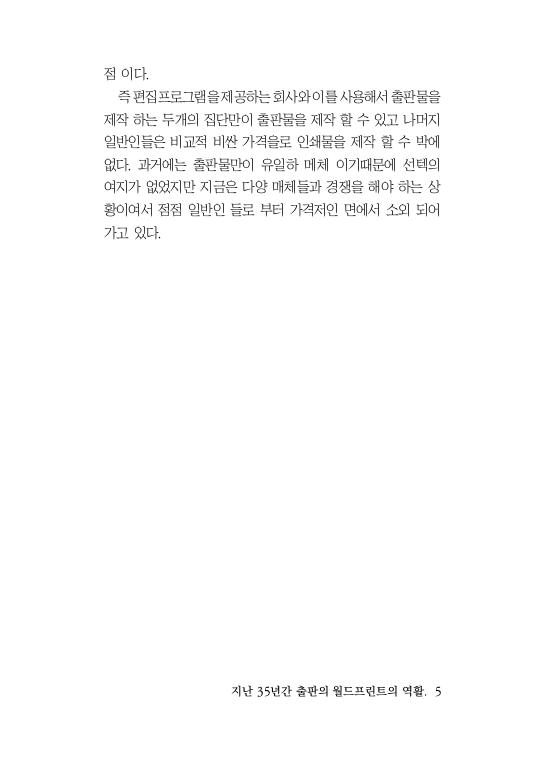 점 이다.
즉 편집프로그램을 제공하는 회사와 이를 사용해서 출판물을
제작 하는 두개의 집단만이 출판물을 제작 할 수 있고 나머지
일반인들은 비교적 비싼 가격을로 인쇄물을 제작 할 수 박에
없다. 과거에는 출판물만이 유일하 메체 이기때문에 선텍의
여지가 없었지만 지금은 다양 매체들과 경쟁을 해야 하는 상
황이여서 점점 일반인 들로 부터 가격저인 면에서 소외 되어
가고 있다.
지난 35년간 출판의 월드프린트의 역활. 5